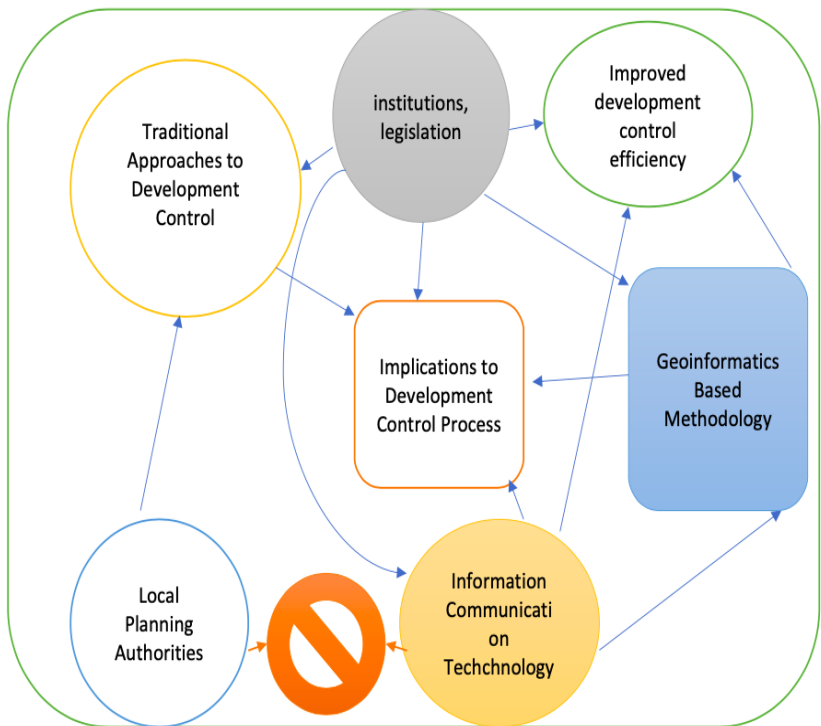 institutions,
legislation
Improved
development
control
efficiency
Traditional
Approaches to
Development
Control
Implications to
Development
Control Process
Geoinformatics
Based
Methodology
Local
Planning
Authorities
Information
Communicati
on
Techchnology